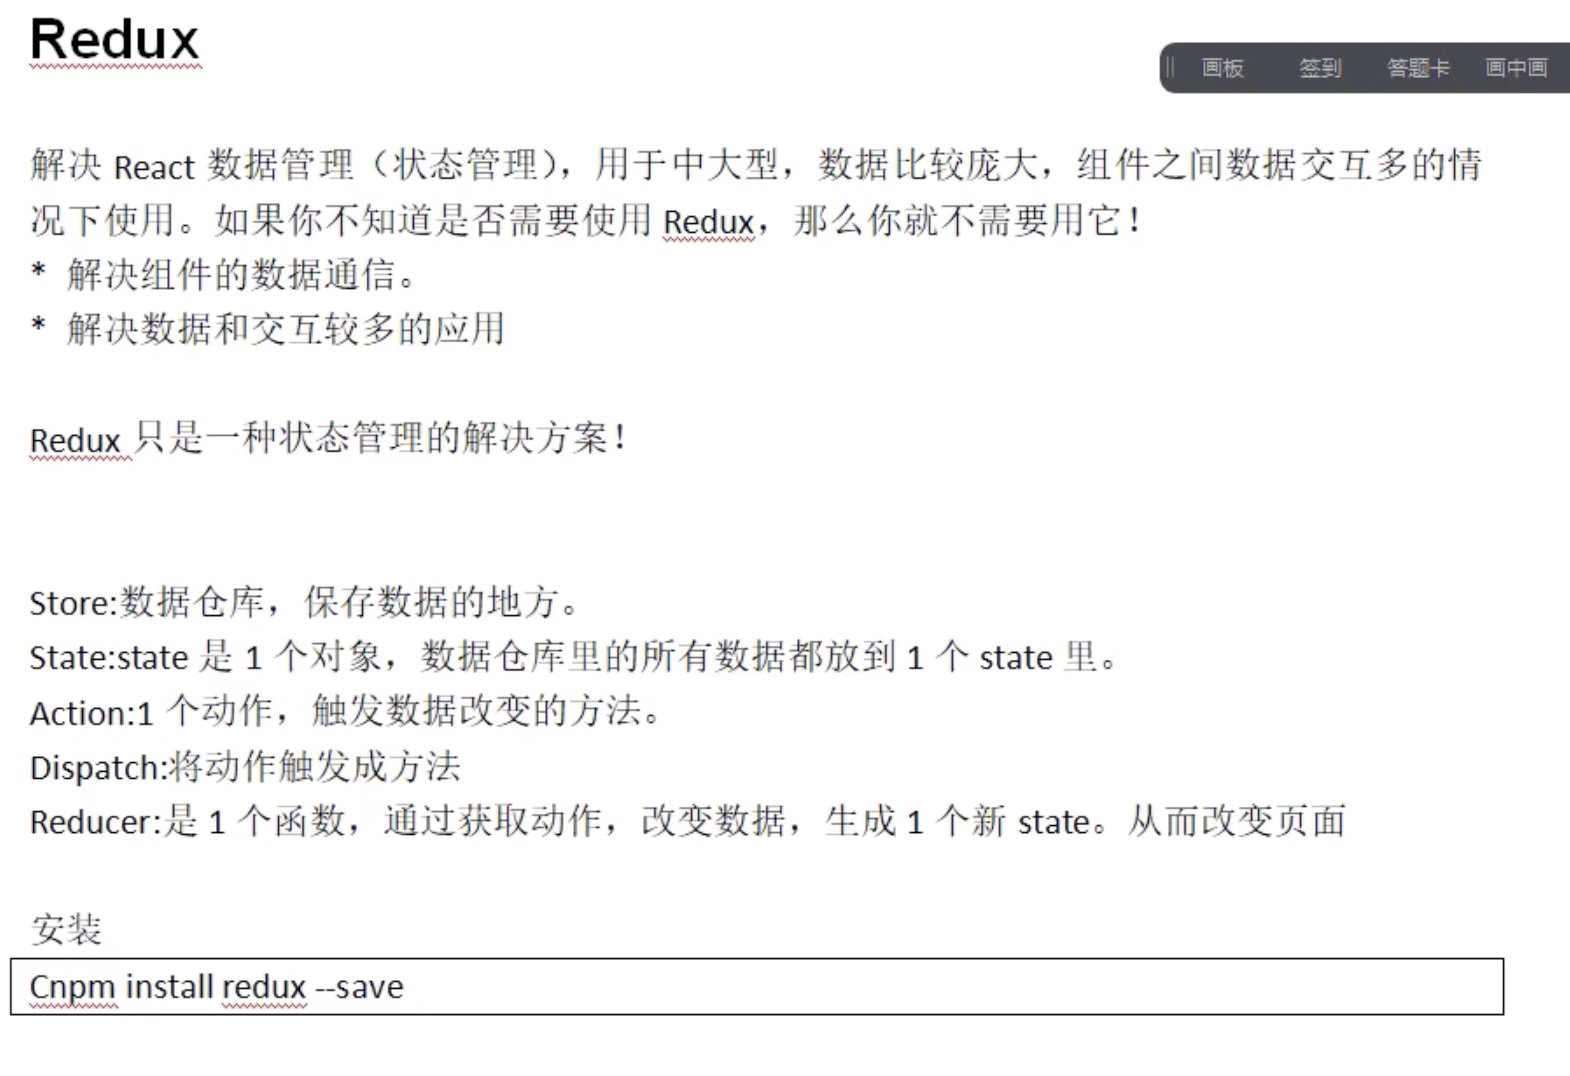 Redux
画板 签到 答题卡 画中画
解决 React 数据管理（状态管理），用于中大型，数据比较庞大，组件之间数据交互多的情
况下使用。如果你不知道是否需要使用 Redux，那么你就不需要用它！
* 解决组件的数据通信。
* 解决数据和交互较多的应用
Redux 只是一种状态管理的解决方案！
Store:数据仓库，保存数据的地方。
State:state 是 1 个对象，数据仓库里的所有数据都放到 1 个 state 里。
Action:1 个动作，触发数据改变的方法。
Dispatch:将动作触发成方法
Reducer:是 1 个函数，通过获取动作，改变数据，生成 1 个新 state。从而改变页面
安装
Cnpm install redux --save